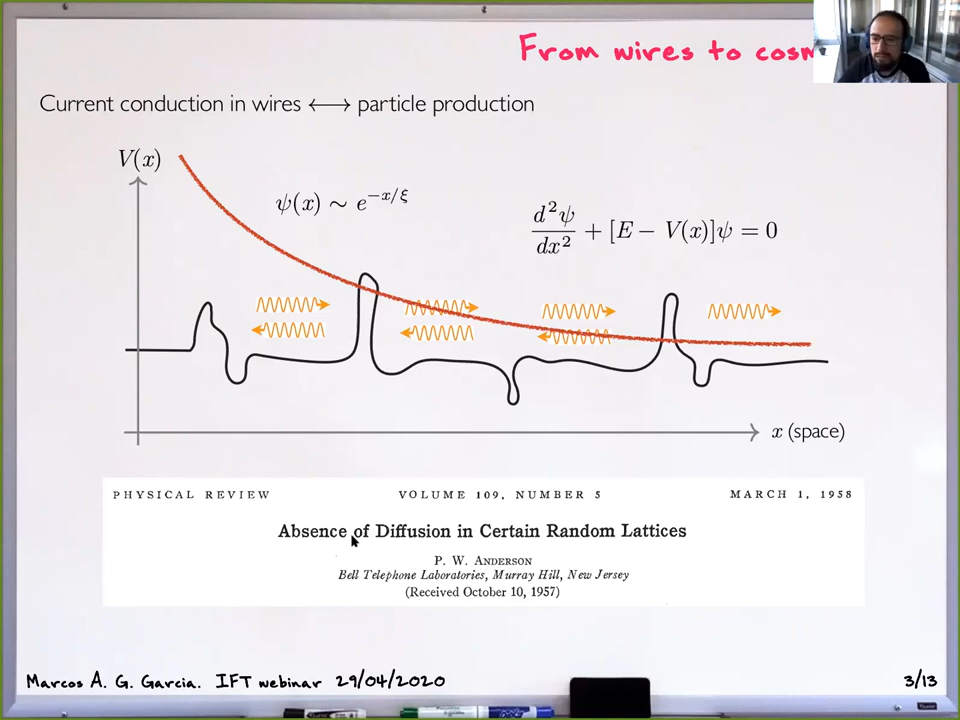 From wires to cosm
Current conduction in wires ⟷ particle production
V(x)
ψ(x) ∼ e^{−x/ξ}
d²ψ/dx² + [E − V(x)]ψ = 0
x (space)
PHYSICAL REVIEW VOLUME 109, NUMBER 5 MARCH 1, 1958
Absence of Diffusion in Certain Random Lattices
P. W. ANDERSON
Bell Telephone Laboratories, Murray Hill, New Jersey
(Received October 10, 1957)
Marcos A. G. Garcia. IFT webinar 29/04/2020 3/13